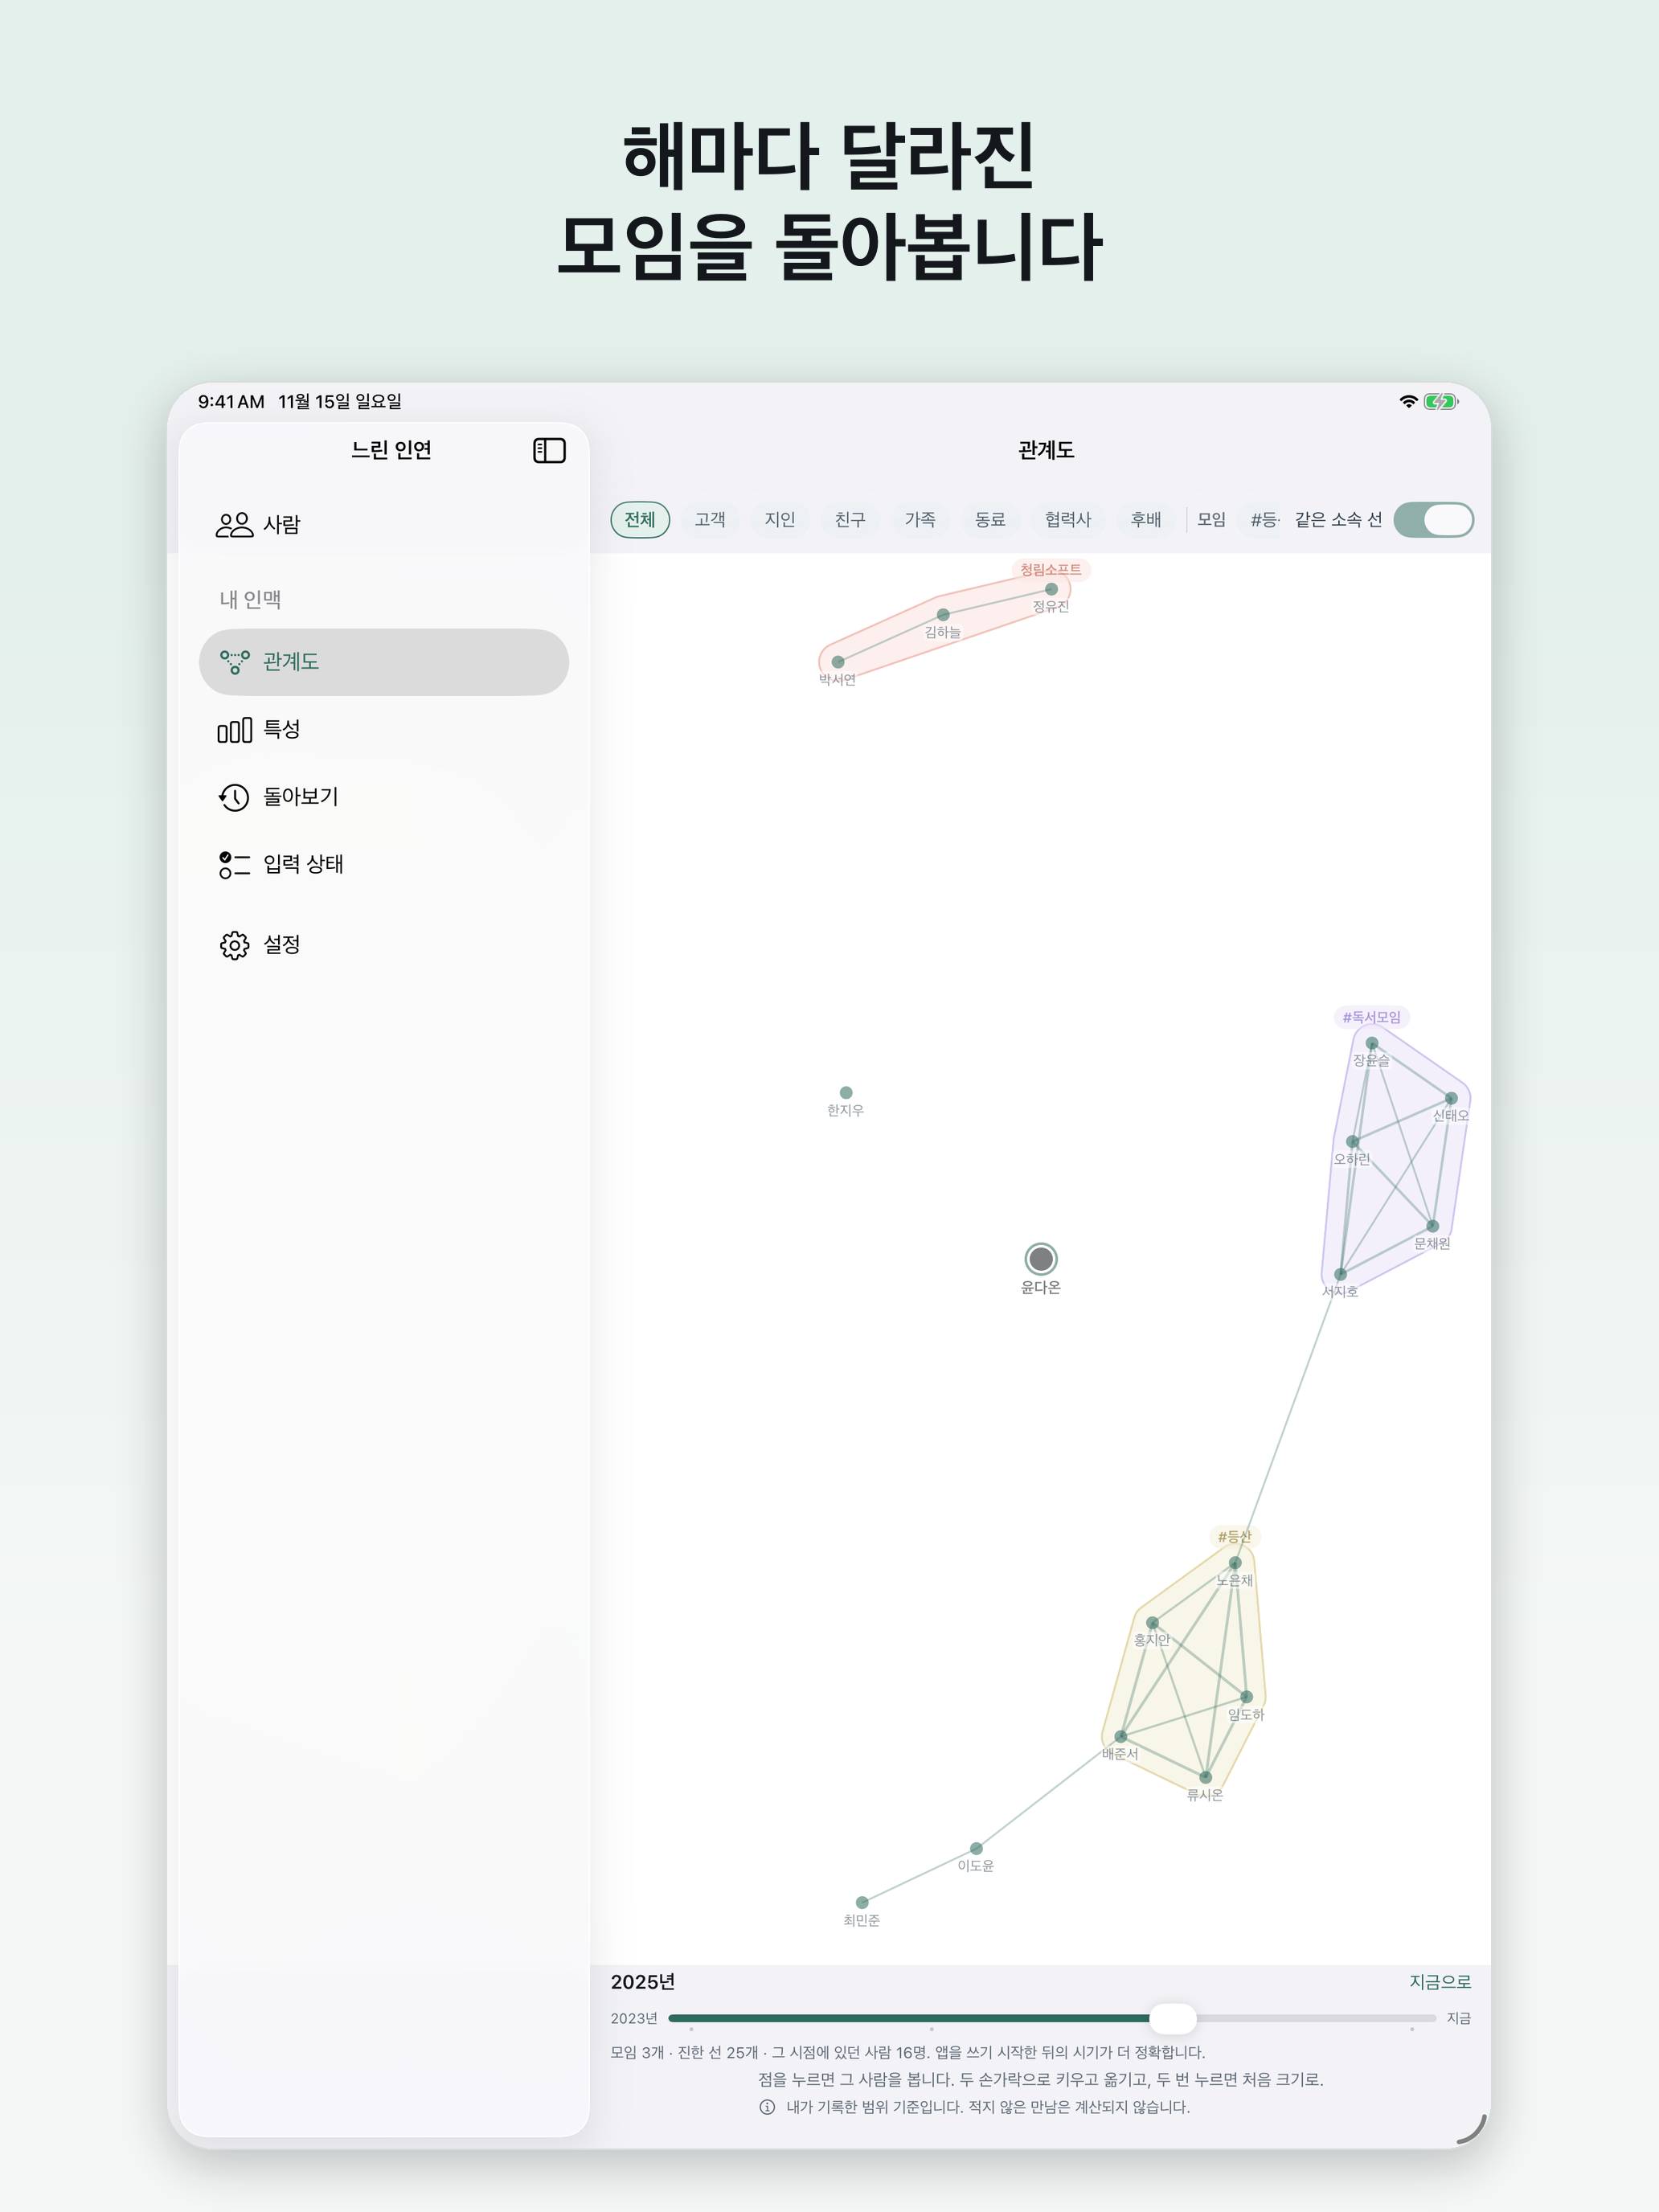 해마다 달라진
모임을 돌아봅니다
9:41 AM 11월 15일 일요일
느린 인연
사람
내 인맥
관계도
특성
돌아보기
입력 상태
설정
관계도
전체 고객 지인 친구 가족 동료 협력사 후배 모임 #등 같은 소속 선
청림소프트
정유진
김하늘
박서연
#독서모임
장윤슬
신태오
한지우
오하린
문채원
윤다온
서지호
#등산
노은채
홍지안
임도하
배준서
류시온
이도윤
최민준
2025년 지금으로
2023년 지금
모임 3개 · 진한 선 25개 · 그 시점에 있던 사람 16명. 앱을 쓰기 시작한 뒤의 시기가 더 정확합니다.
점을 누르면 그 사람을 봅니다. 두 손가락으로 키우고 옮기고, 두 번 누르면 처음 크기로.
내가 기록한 범위 기준입니다. 적지 않은 만남은 계산되지 않습니다.